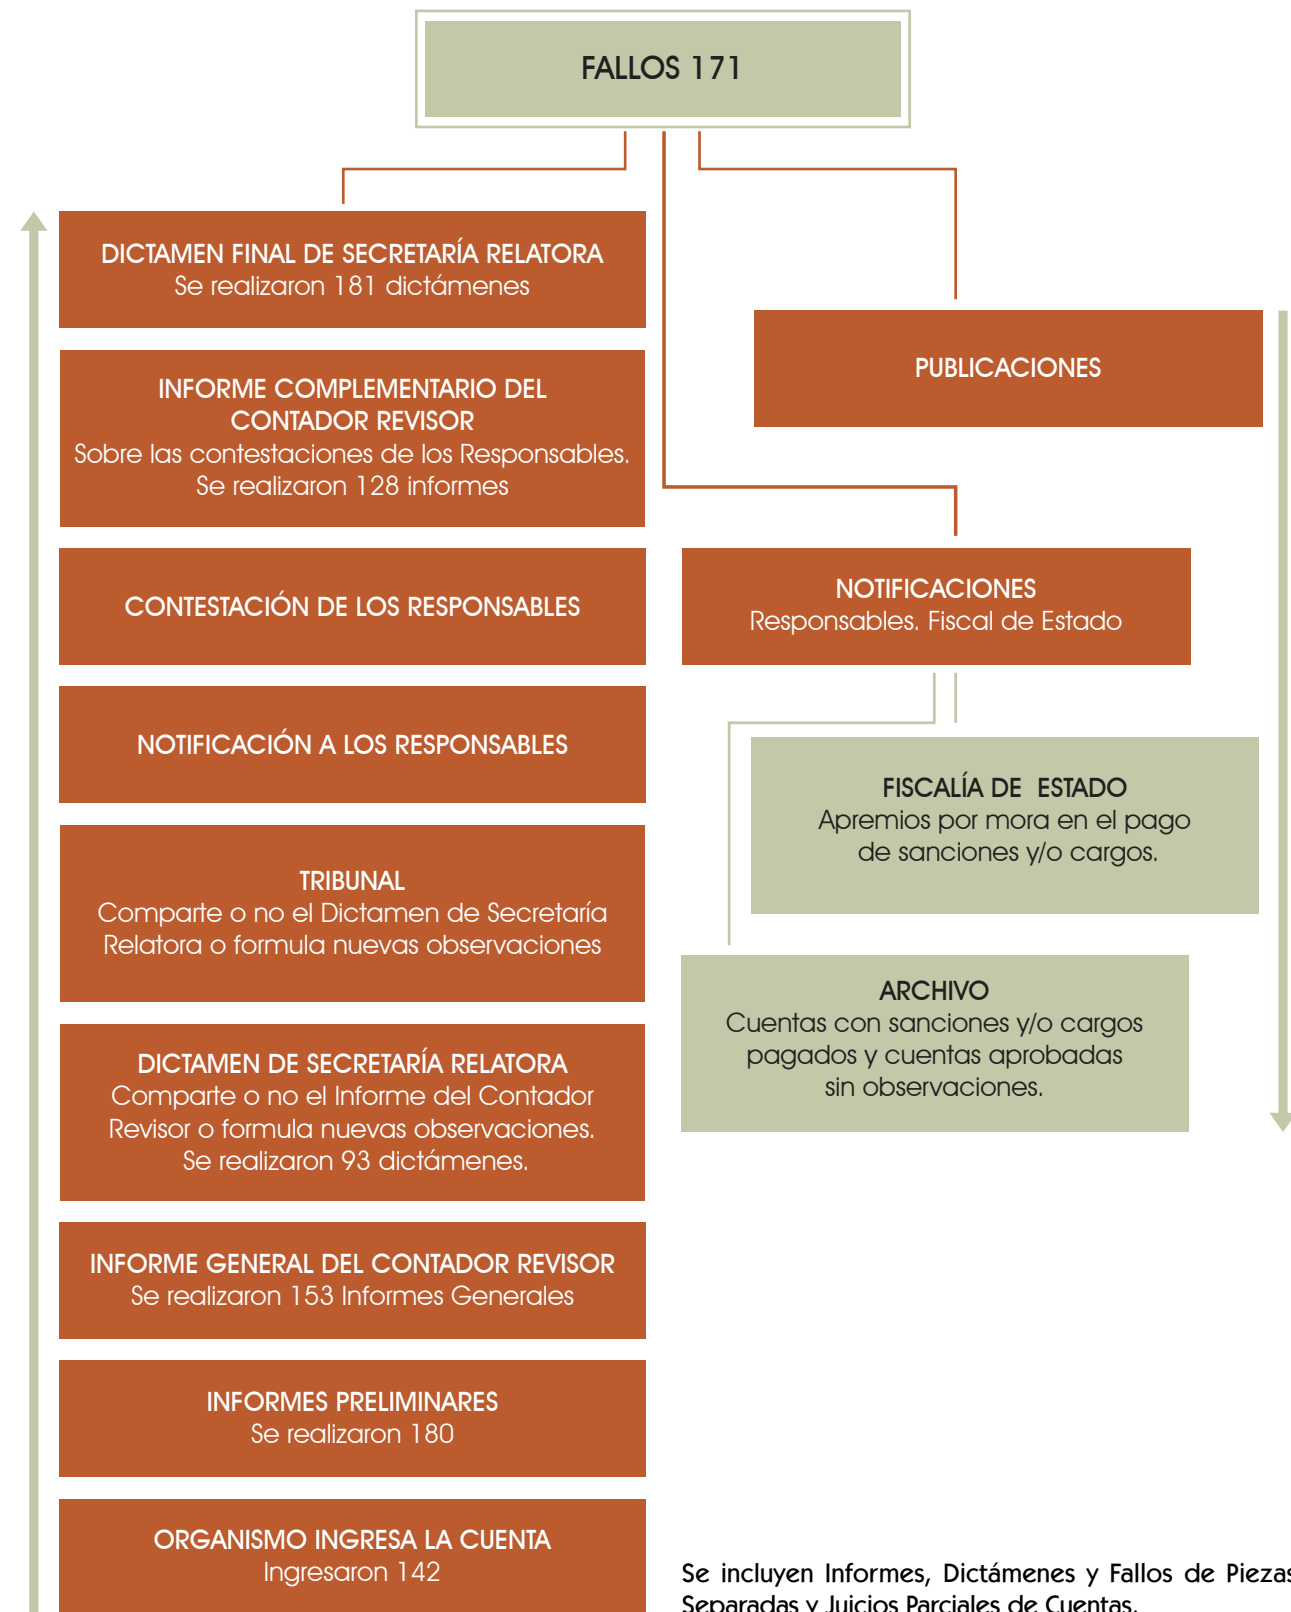 FALLOS 171
DICTAMEN FINAL DE SECRETARÍA RELATORA
Se realizaron 181 dictámenes
INFORME COMPLEMENTARIO DEL
CONTADOR REVISOR
Sobre las contestaciones de los Responsables.
Se realizaron 128 informes
CONTESTACIÓN DE LOS RESPONSABLES
NOTIFICACIÓN A LOS RESPONSABLES
TRIBUNAL
Comparte o no el Dictamen de Secretaría
Relatora o formula nuevas observaciones
DICTAMEN DE SECRETARÍA RELATORA
Comparte o no el Informe del Contador
Revisor o formula nuevas observaciones.
Se realizaron 93 dictámenes.
INFORME GENERAL DEL CONTADOR REVISOR
Se realizaron 153 Informes Generales
INFORMES PRELIMINARES
Se realizaron 180
ORGANISMO INGRESA LA CUENTA
Ingresaron 142
PUBLICACIONES
NOTIFICACIONES
Responsables. Fiscal de Estado
FISCALÍA DE ESTADO
Apremios por mora en el pago
de sanciones y/o cargos.
ARCHIVO
Cuentas con sanciones y/o cargos
pagados y cuentas aprobadas
sin observaciones.
Se incluyen Informes, Dictámenes y Fallos de Piezas
Separadas y Juicios Parciales de Cuentas.